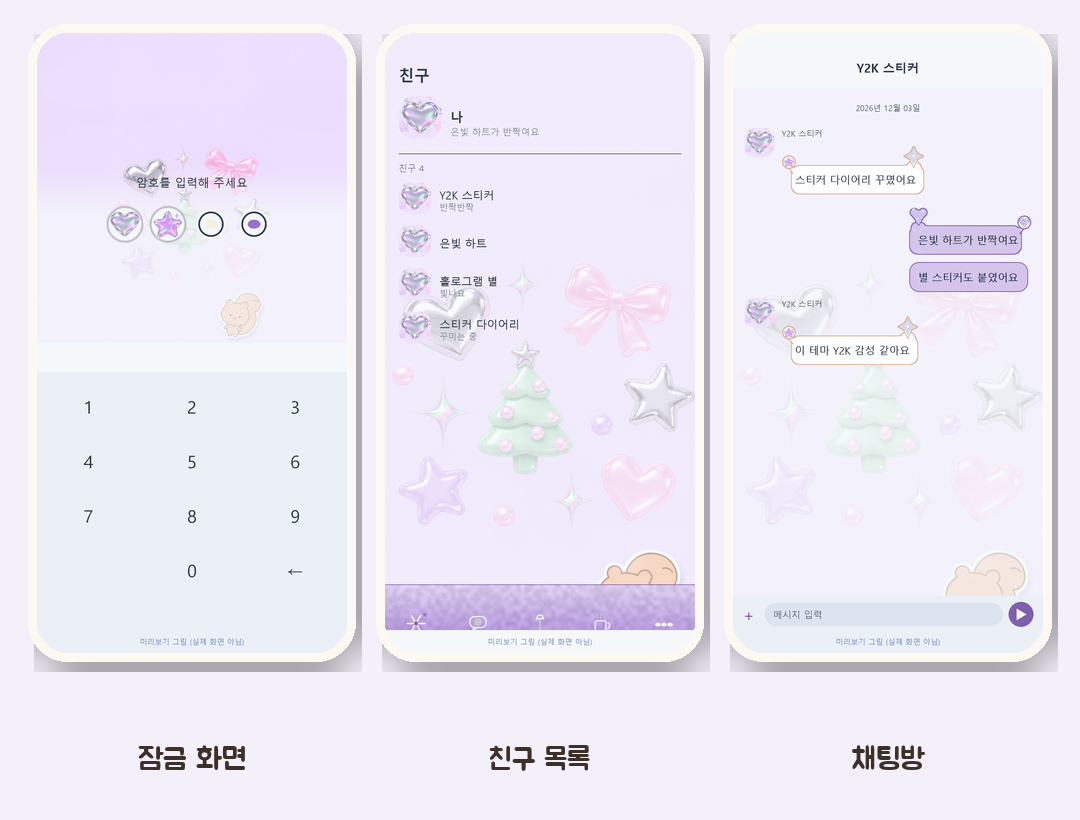 암호를 입력해 주세요
1 2 3
4 5 6
7 8 9
0 ←
미리보기 그림 (실제 화면 아님)
잠금 화면
친구
나
은빛 하트가 반짝여요
친구 4
Y2K 스티커
반짝반짝
은빛 하트
홀로그램 별
빛나요
스티커 다이어리
꾸미는 중
미리보기 그림 (실제 화면 아님)
친구 목록
Y2K 스티커
2026년 12월 03일
Y2K 스티커
스티커 다이어리 꾸몄어요
은빛 하트가 반짝여요
별 스티커도 붙였어요
Y2K 스티커
이 테마 Y2K 감성 같아요
+ 메시지 입력
미리보기 그림 (실제 화면 아님)
채팅방